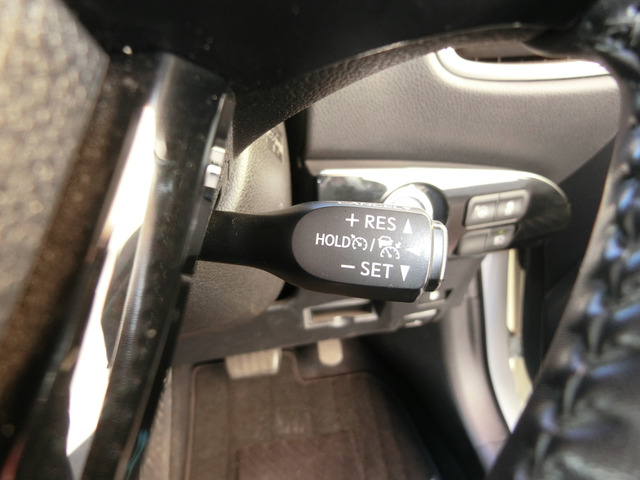 + RES ▲
HOLD /
− SET ▼